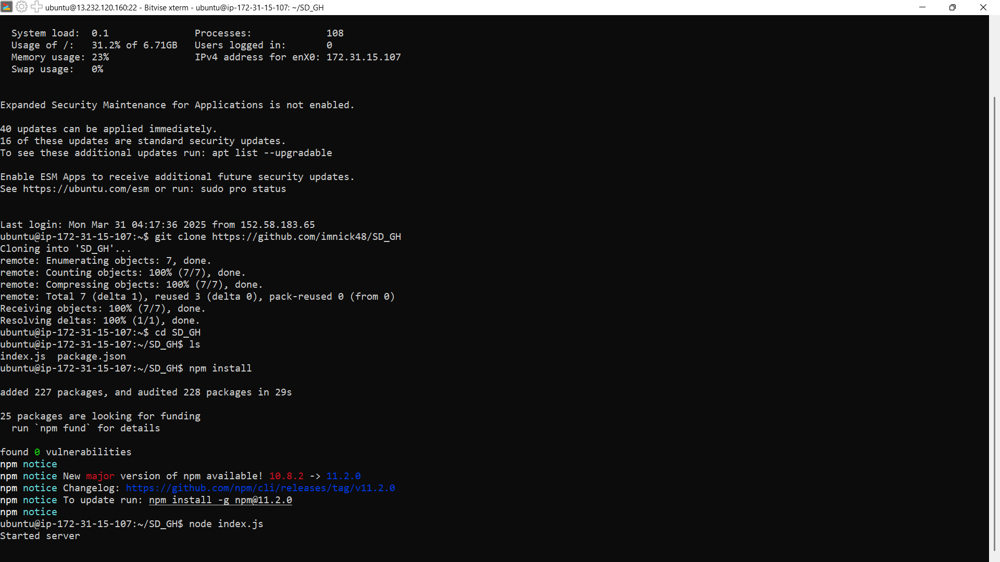 ubuntu@13.232.120.160:22 - Bitvise xterm - ubuntu@ip-172-31-15-107: ~/SD_GH
System load:  0.1               Processes:             108
Usage of /:   31.2% of 6.71GB   Users logged in:       0
Memory usage: 23%               IPv4 address for enX0: 172.31.15.107
Swap usage:   0%
Expanded Security Maintenance for Applications is not enabled.
40 updates can be applied immediately.
16 of these updates are standard security updates.
To see these additional updates run: apt list --upgradable
Enable ESM Apps to receive additional future security updates.
See https://ubuntu.com/esm or run: sudo pro status
Last login: Mon Mar 31 04:17:36 2025 from 152.58.183.65
ubuntu@ip-172-31-15-107:~$ git clone https://github.com/imnick48/SD_GH
Cloning into 'SD_GH'...
remote: Enumerating objects: 7, done.
remote: Counting objects: 100% (7/7), done.
remote: Compressing objects: 100% (7/7), done.
remote: Total 7 (delta 1), reused 3 (delta 0), pack-reused 0 (from 0)
Receiving objects: 100% (7/7), done.
Resolving deltas: 100% (1/1), done.
ubuntu@ip-172-31-15-107:~$ cd SD_GH
ubuntu@ip-172-31-15-107:~/SD_GH$ ls
index.js  package.json
ubuntu@ip-172-31-15-107:~/SD_GH$ npm install
added 227 packages, and audited 228 packages in 29s
25 packages are looking for funding
  run `npm fund` for details
found 0 vulnerabilities
npm notice
npm notice New major version of npm available! 10.8.2 -> 11.2.0
npm notice Changelog: https://github.com/npm/cli/releases/tag/v11.2.0
npm notice To update run: npm install -g npm@11.2.0
npm notice
ubuntu@ip-172-31-15-107:~/SD_GH$ node index.js
Started server